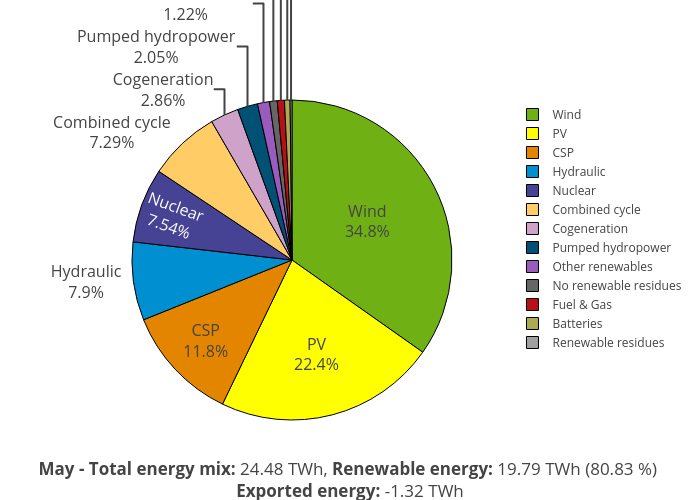 1.22%
Pumped hydropower
2.05%
Cogeneration
2.86%
Combined cycle
7.29%
Nuclear
7.54%
Hydraulic
7.9%
CSP
11.8%
PV
22.4%
Wind
34.8%
Wind
PV
CSP
Hydraulic
Nuclear
Combined cycle
Cogeneration
Pumped hydropower
Other renewables
No renewable residues
Fuel & Gas
Batteries
Renewable residues
May - Total energy mix: 24.48 TWh, Renewable energy: 19.79 TWh (80.83 %)
Exported energy: -1.32 TWh